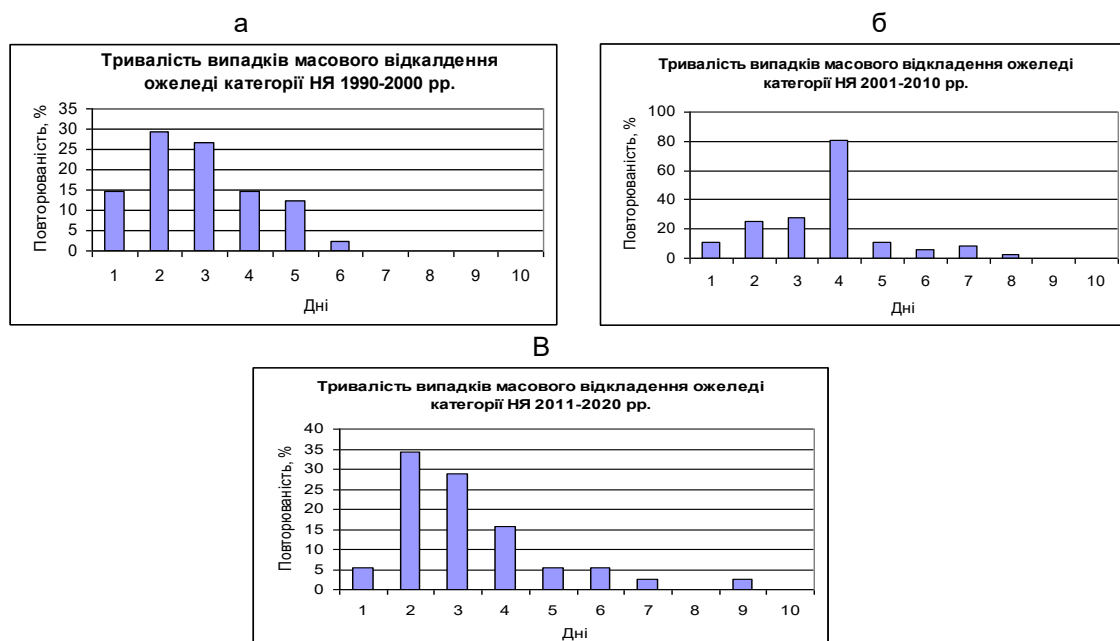 а
Тривалість випадків масового відкалдення
ожеледі категорії НЯ 1990-2000 рр.
Повторюваність, %
35
30
25
20
15
10
5
0
1 2 3 4 5 6 7 8 9 10
Дні
б
Тривалість випадків масового відкладення ожеледі
категорії НЯ 2001-2010 рр.
Повторюваність, %
100
80
60
40
20
0
1 2 3 4 5 6 7 8 9 10
Дні
В
Тривалість випадків масового відкладення ожеледі
категорії НЯ 2011-2020 рр.
Повторюваність, %
40
35
30
25
20
15
10
5
0
1 2 3 4 5 6 7 8 9 10
Дні